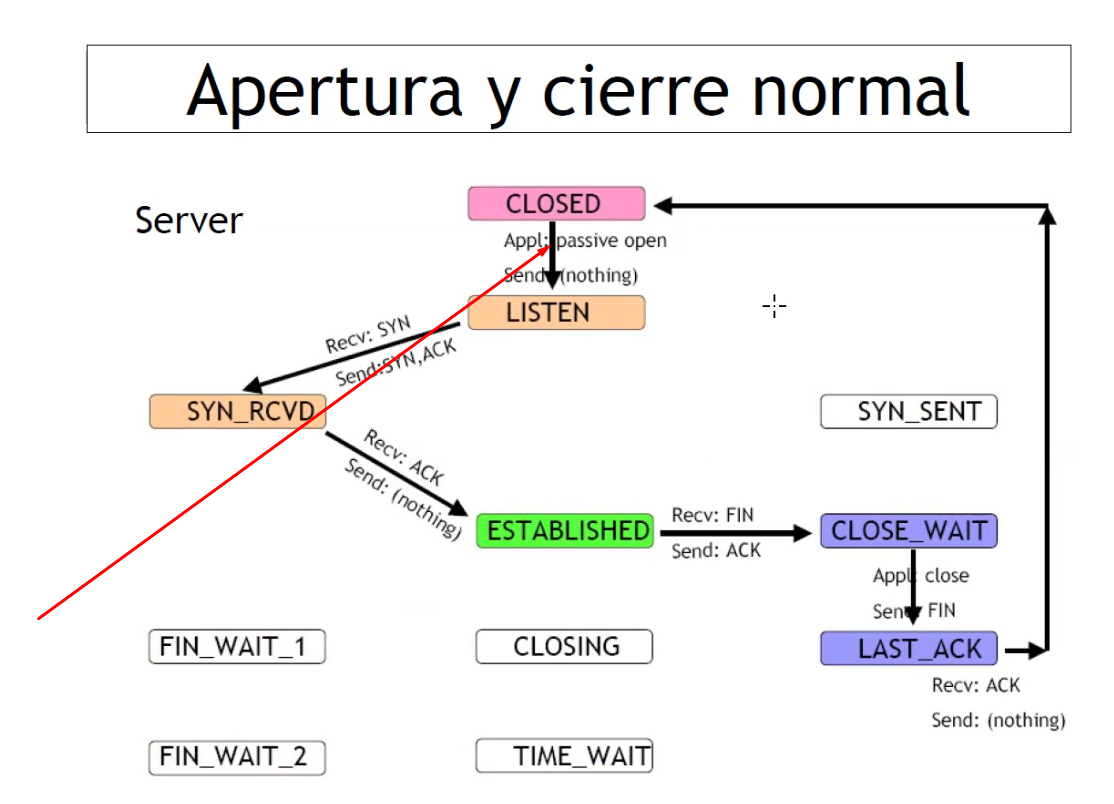 Apertura y cierre normal
Server
CLOSED
Appl: passive open
Send: (nothing)
LISTEN
Recv: SYN
Send:SYN,ACK
SYN_RCVD
SYN_SENT
Recv: ACK
Send: (nothing)
ESTABLISHED
Recv: FIN
Send: ACK
CLOSE_WAIT
Appl: close
Send: FIN
FIN_WAIT_1
CLOSING
LAST_ACK
Recv: ACK
Send: (nothing)
FIN_WAIT_2
TIME_WAIT